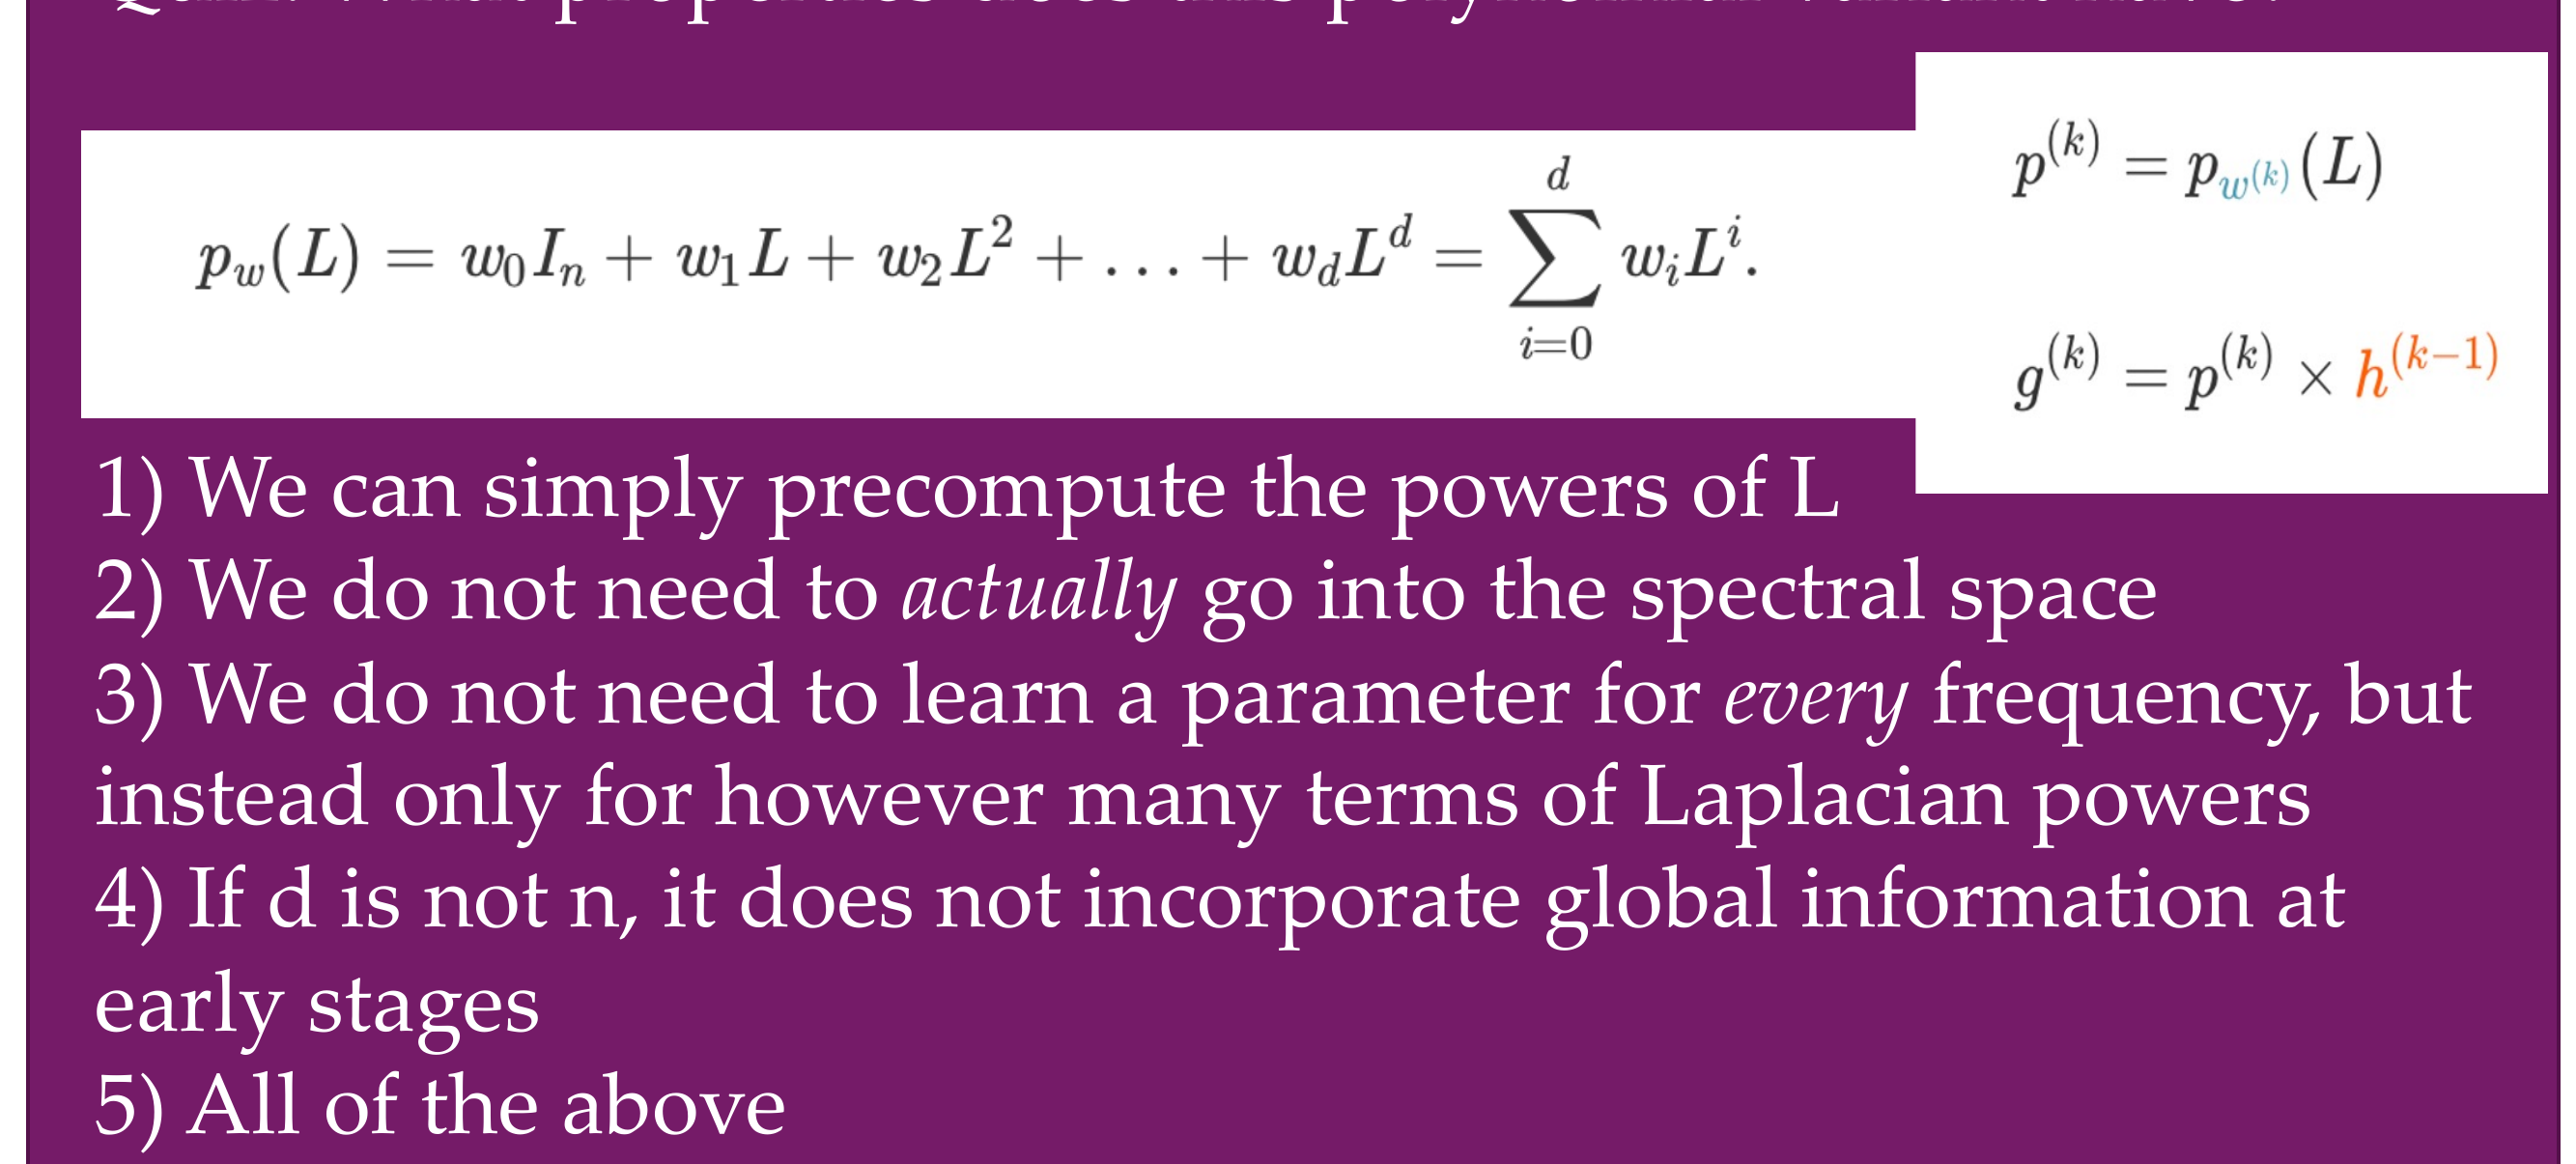 p^{(k)} = p_{w^{(k)}}(L)
p_w(L) = w_0 I_n + w_1 L + w_2 L^2 + \ldots + w_d L^d = \sum_{i=0}^{d} w_i L^i.
g^{(k)} = p^{(k)} × h^{(k-1)}
1) We can simply precompute the powers of L
2) We do not need to actually go into the spectral space
3) We do not need to learn a parameter for every frequency, but
instead only for however many terms of Laplacian powers
4) If d is not n, it does not incorporate global information at
early stages
5) All of the above